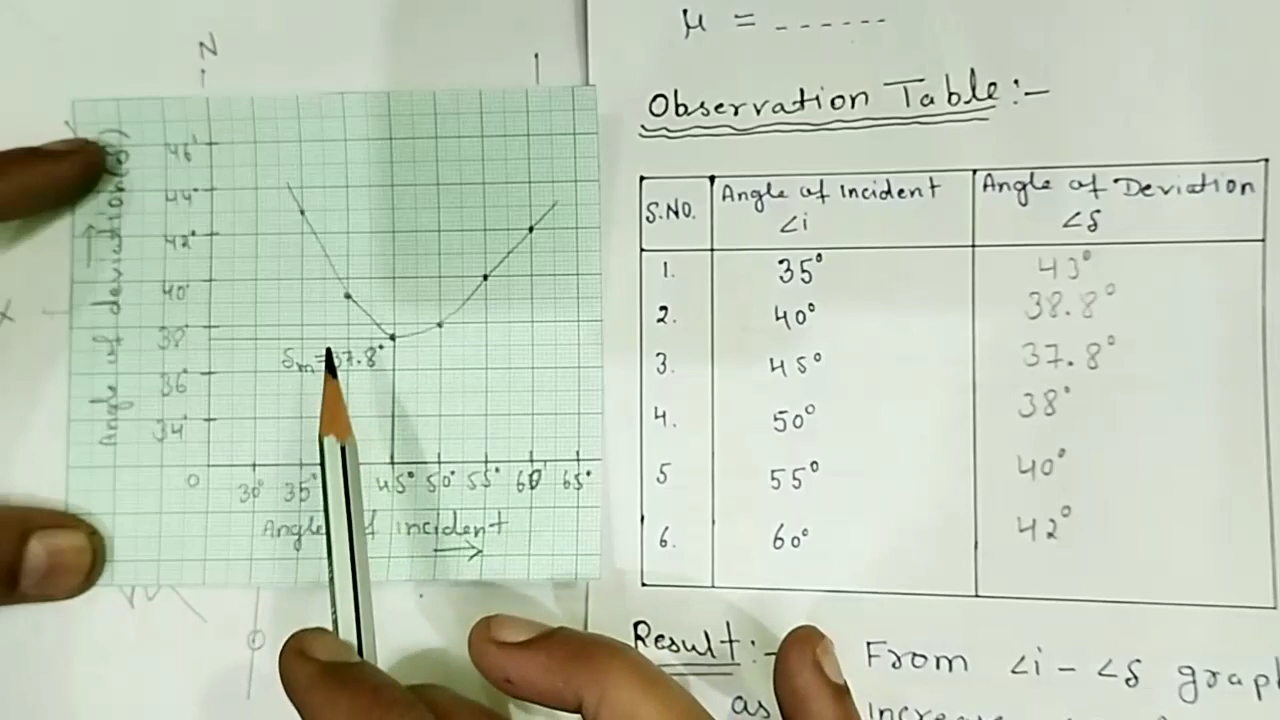 μ = ------
Observation Table:-
S.NO. Angle of Incident ∠i Angle of Deviation ∠δ
1. 35° 43°
2. 40° 38.8°
3. 45° 37.8°
4. 50° 38°
5 55° 40°
6. 60° 42°
Result:- From ∠i - ∠δ
as
N
Angle of deviation(δ)
46°
44°
42°
40°
38°
36°
34°
δm=37.8°
0 30° 35° 45° 50° 55° 60° 65°
incident